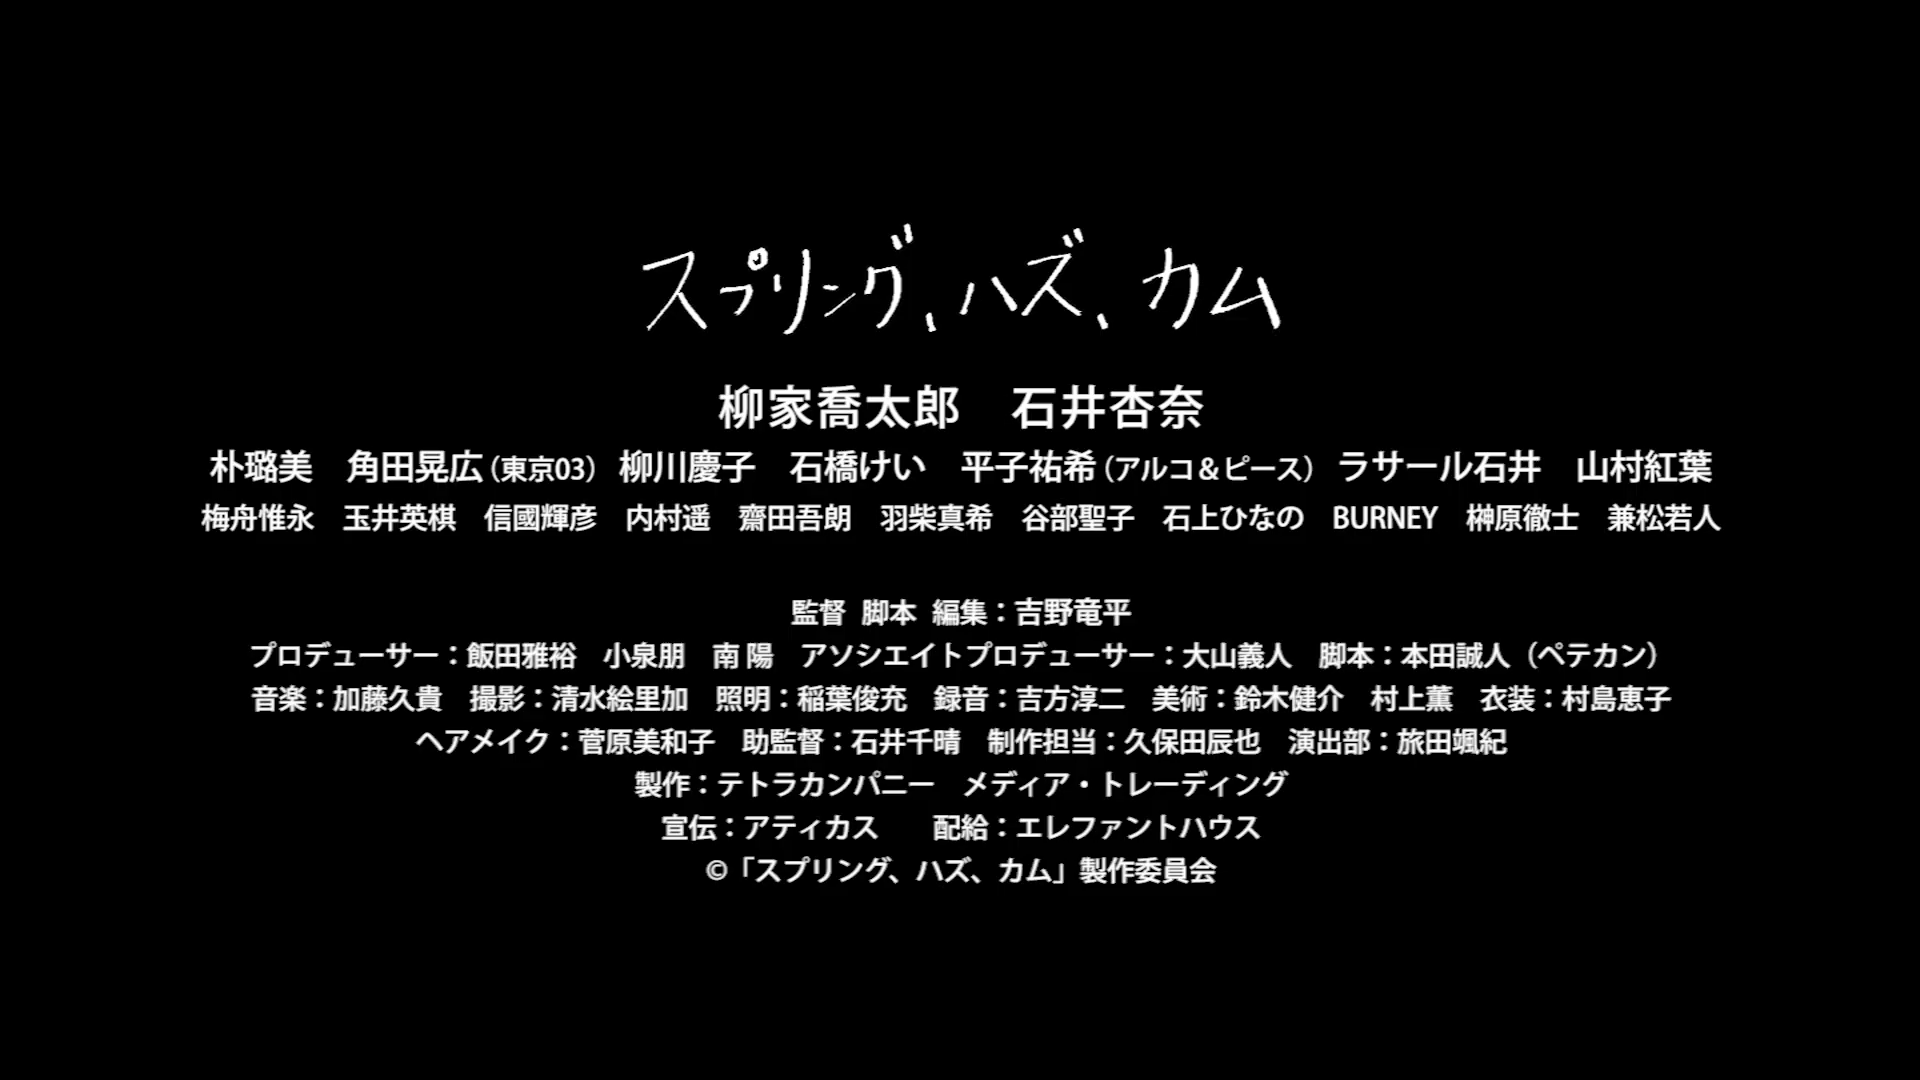 スプリング、ハズ、カム
柳家喬太郎　石井杏奈
朴璐美　角田晃広（東京03）　柳川慶子　石橋けい　平子祐希（アルコ＆ピース）　ラサール石井　山村紅葉
梅舟惟永　玉井英棋　信國輝彦　内村遥　齋田吾朗　羽柴真希　谷部聖子　石上ひなの　BURNEY　榊原徹士　兼松若人
監督 脚本 編集：吉野竜平
プロデューサー：飯田雅裕　小泉朋　南 陽　アソシエイトプロデューサー：大山義人　脚本：本田誠人（ペテカン）
音楽：加藤久貴　撮影：清水絵里加　照明：稲葉俊充　録音：吉方淳二　美術：鈴木健介　村上薫　衣装：村島恵子
ヘアメイク：菅原美和子　助監督：石井千晴　制作担当：久保田辰也　演出部：旅田颯紀
製作：テトラカンパニー　メディア・トレーディング
宣伝：アティカス　　配給：エレファントハウス
©「スプリング、ハズ、カム」製作委員会